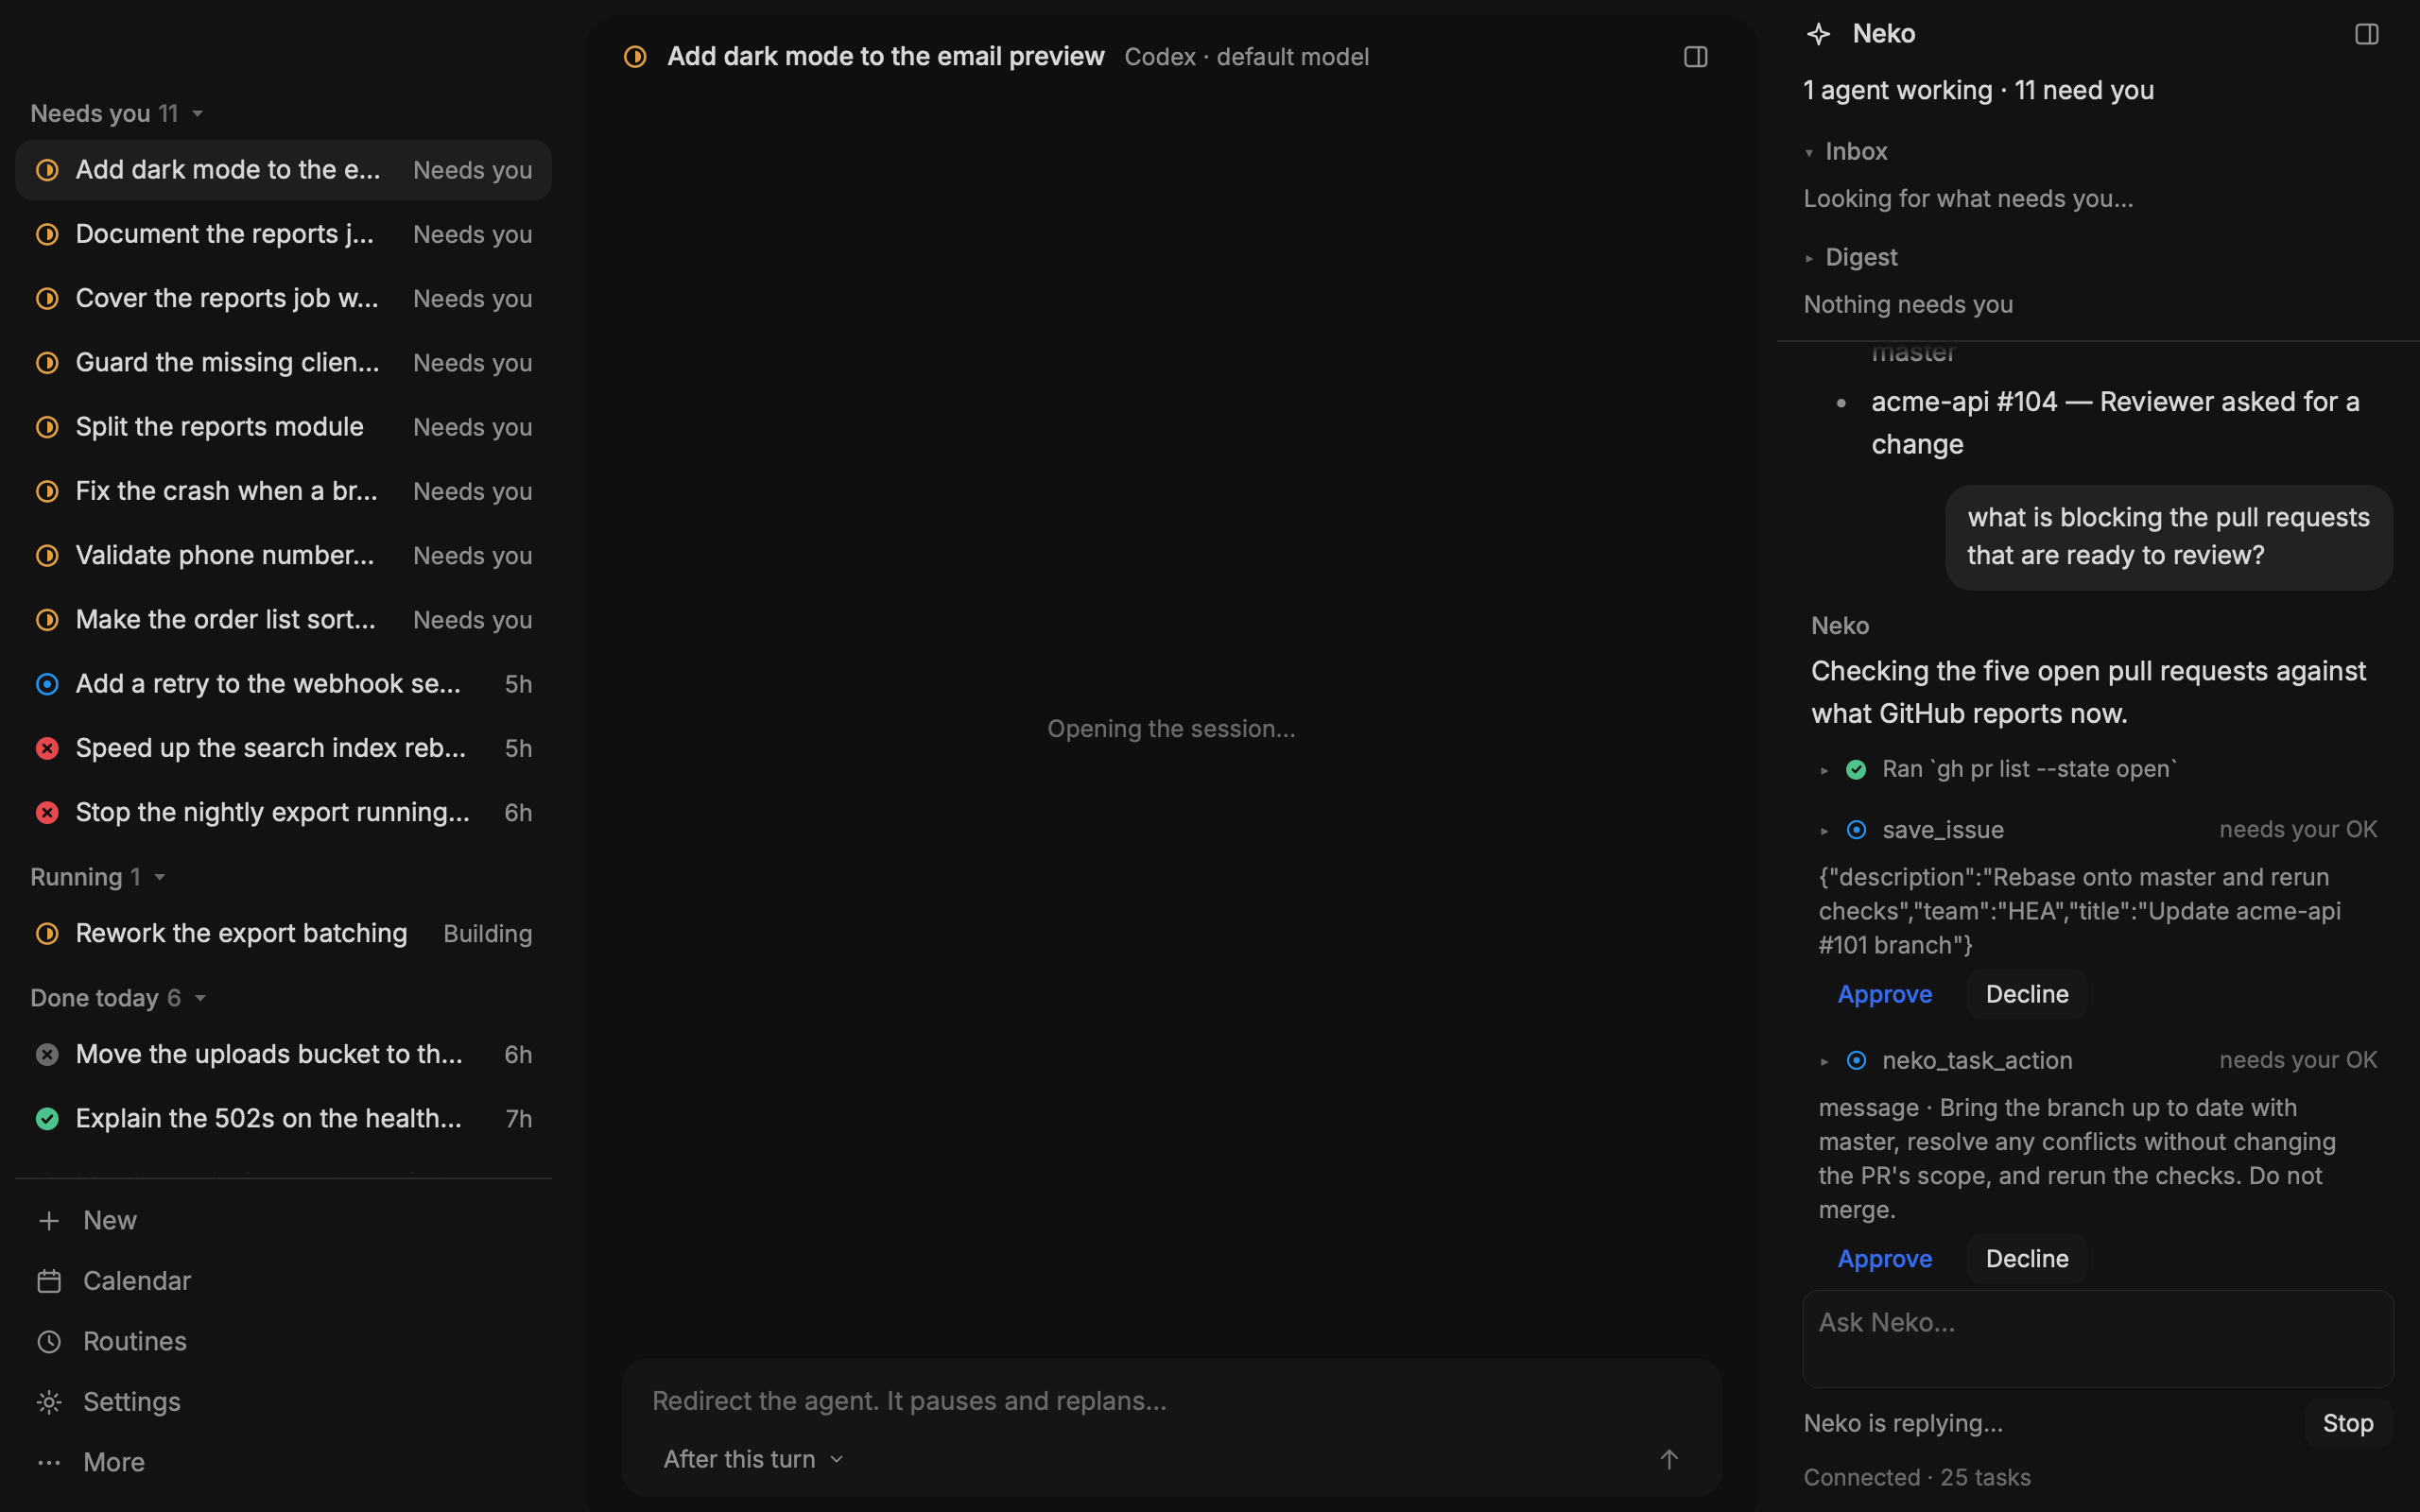 Needs you 11
Add dark mode to the e... Needs you
Document the reports j... Needs you
Cover the reports job w... Needs you
Guard the missing clien... Needs you
Split the reports module Needs you
Fix the crash when a br... Needs you
Validate phone number... Needs you
Make the order list sort... Needs you
Add a retry to the webhook se... 5h
Speed up the search index reb... 5h
Stop the nightly export running... 6h
Running 1
Rework the export batching Building
Done today 6
Move the uploads bucket to th... 6h
Explain the 502s on the health... 7h
New
Calendar
Routines
Settings
More
Add dark mode to the email preview Codex · default model
Opening the session...
Redirect the agent. It pauses and replans...
After this turn
Neko
1 agent working · 11 need you
Inbox
Looking for what needs you...
Digest
Nothing needs you
master
acme-api #104 — Reviewer asked for a
change
what is blocking the pull requests
that are ready to review?
Neko
Checking the five open pull requests against
what GitHub reports now.
Ran `gh pr list --state open`
save_issue needs your OK
{"description":"Rebase onto master and rerun
checks","team":"HEA","title":"Update acme-api
#101 branch"}
Approve Decline
neko_task_action needs your OK
message · Bring the branch up to date with
master, resolve any conflicts without changing
the PR's scope, and rerun the checks. Do not
merge.
Approve Decline
Ask Neko...
Neko is replying... Stop
Connected · 25 tasks